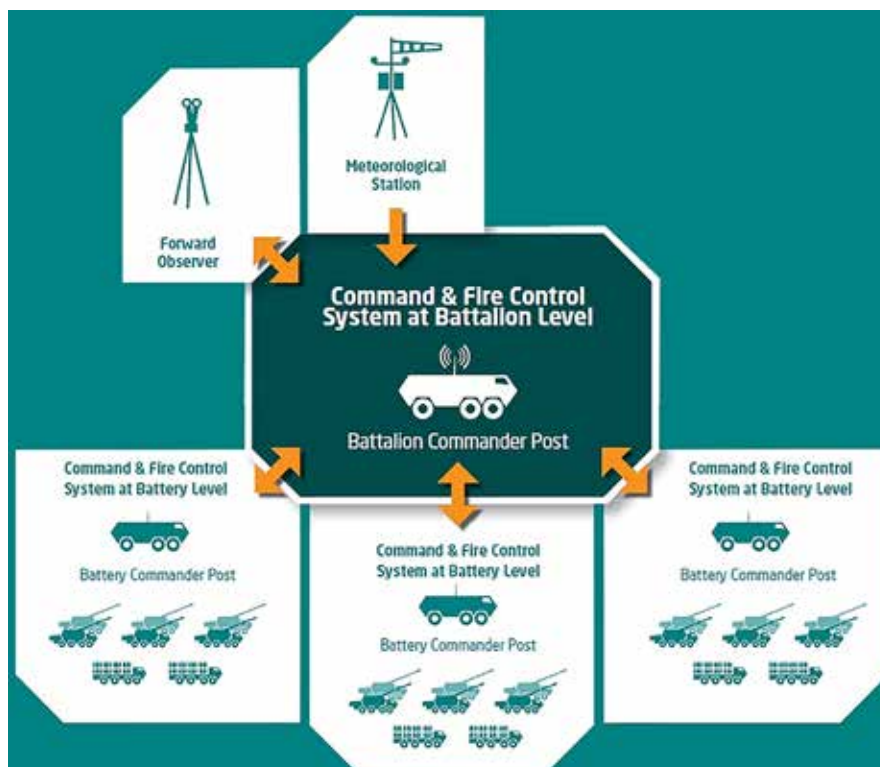 Meteorological
Station
Forward
Observer
Command & Fire Control
System at Battalion Level
Battalion Commander Post
Command & Fire Control
System at Battery Level
Battery Commander Post
Command & Fire Control
System at Battery Level
Battery Commander Post
Command & Fire Control
System at Battery Level
Battery Commander Post